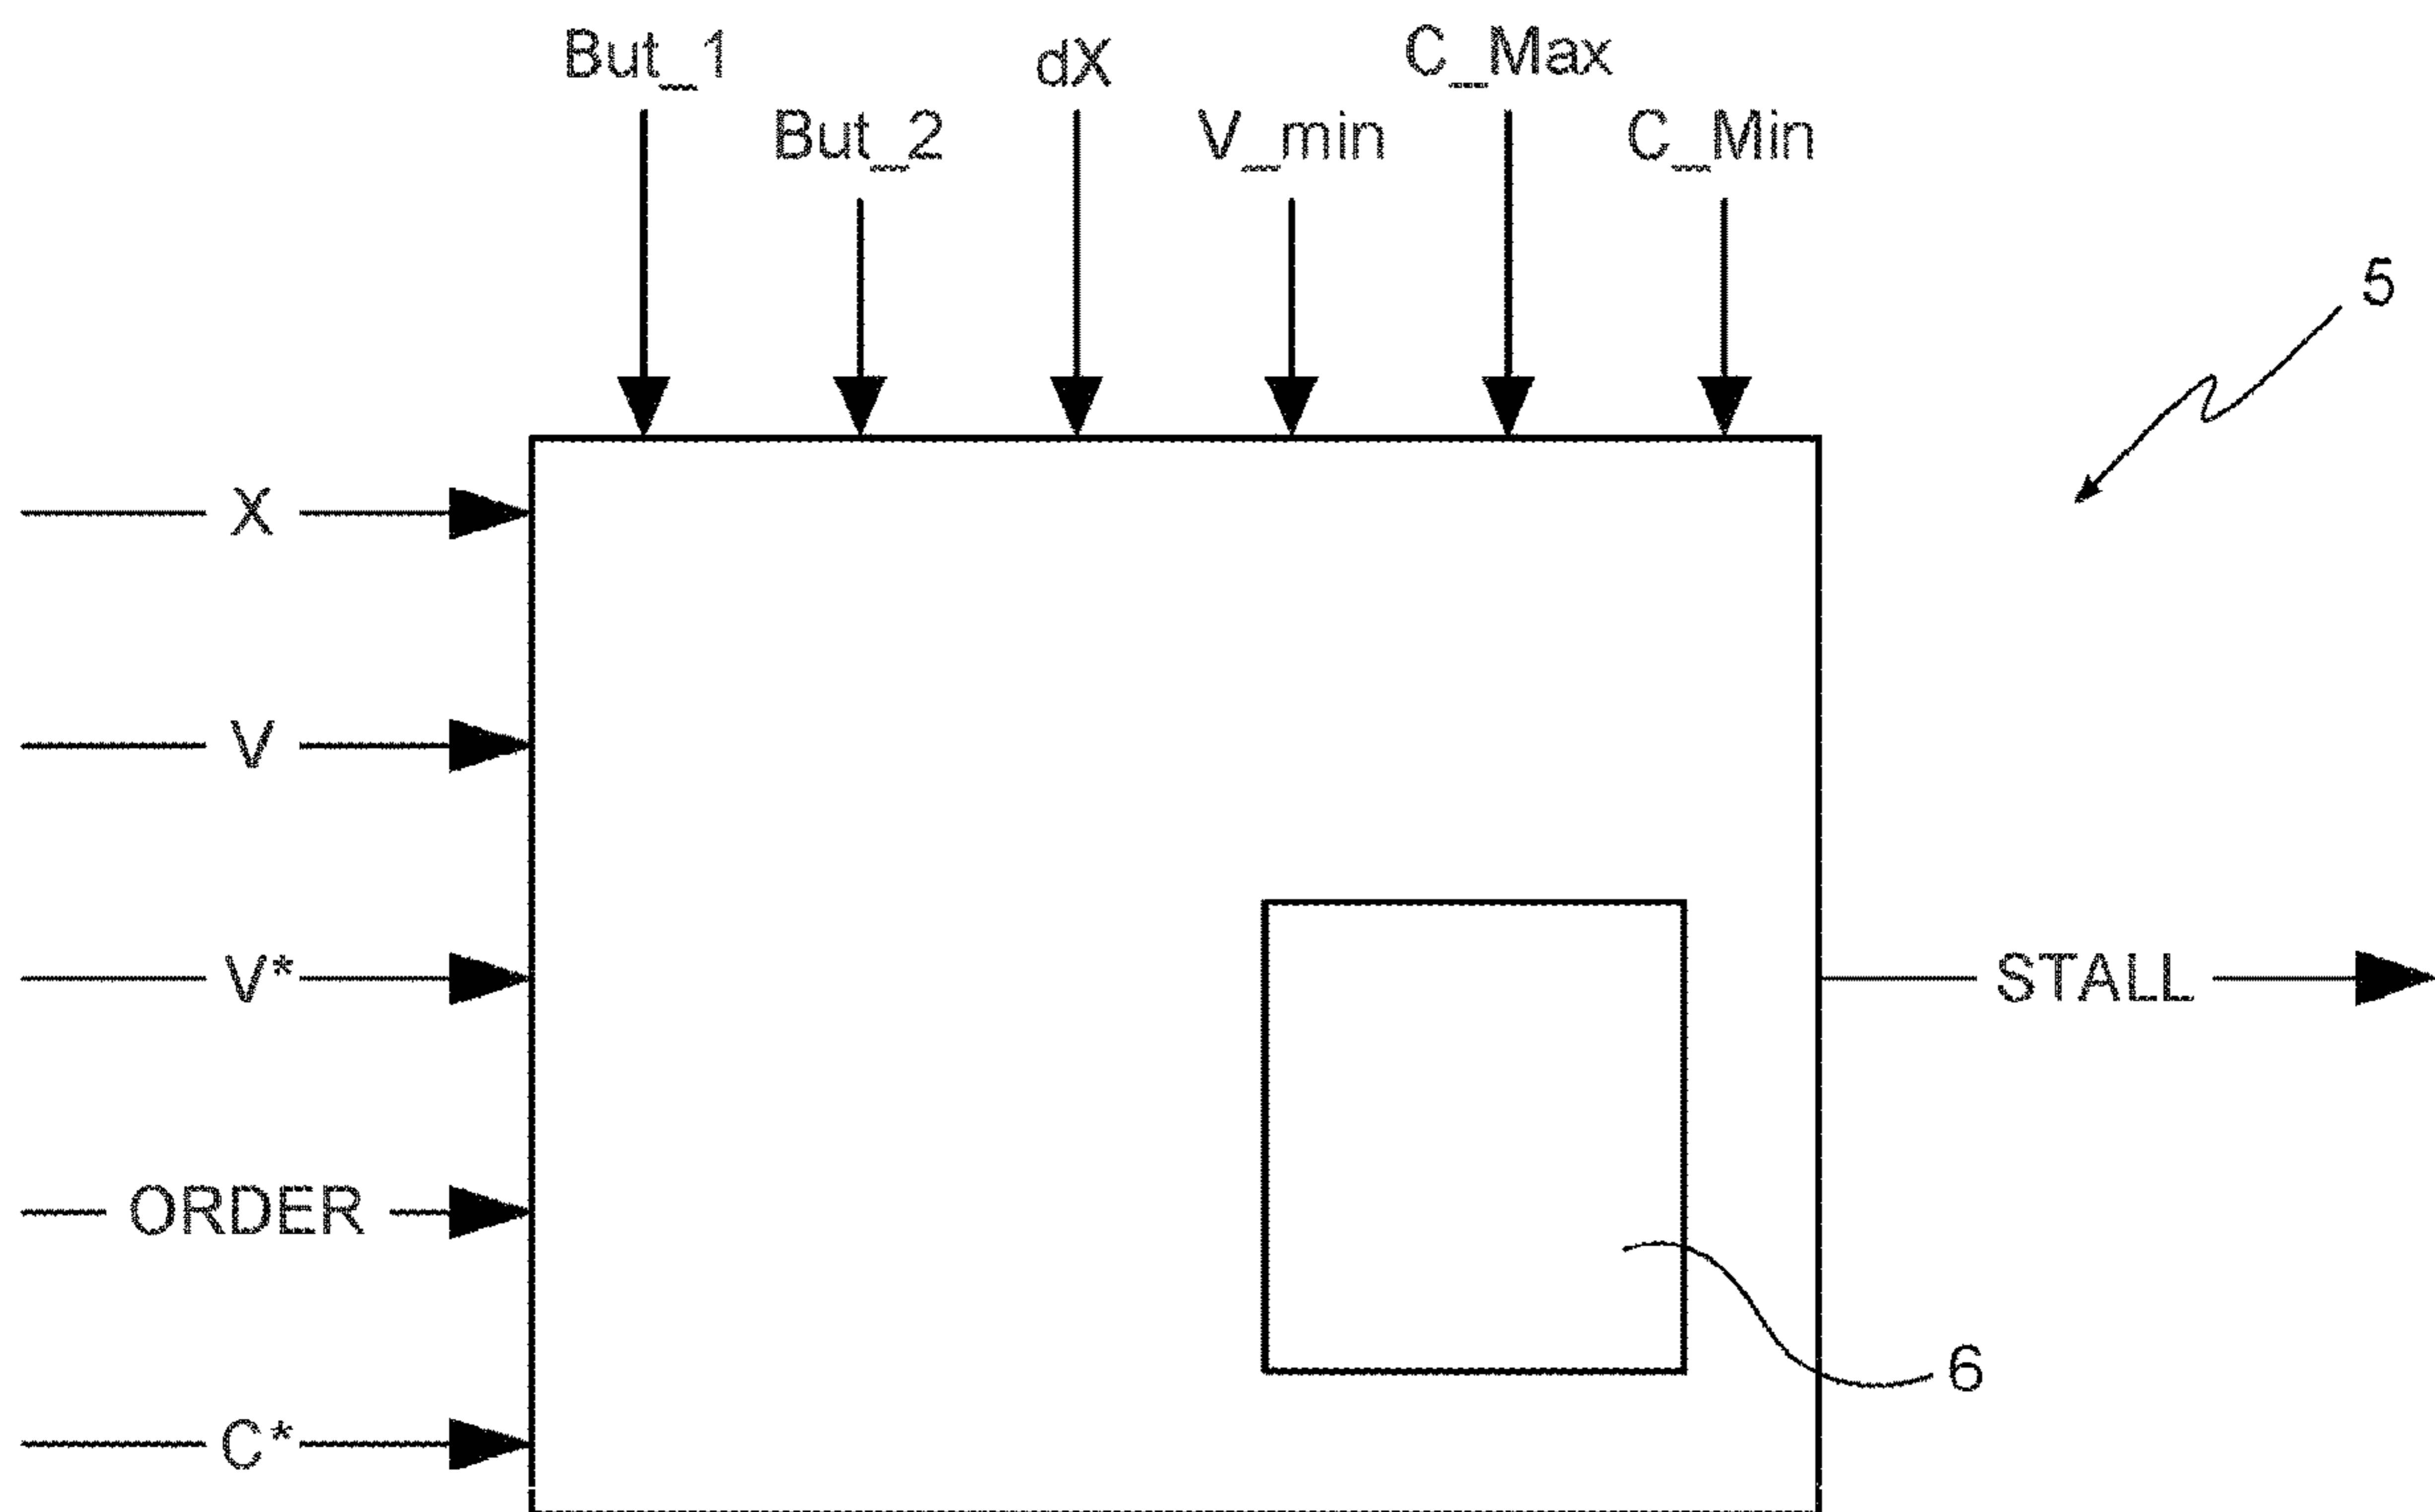 But_1
dX
C_Max
But_2
V_min
C_Min
5
X
V
V*
STALL
ORDER
6
C*